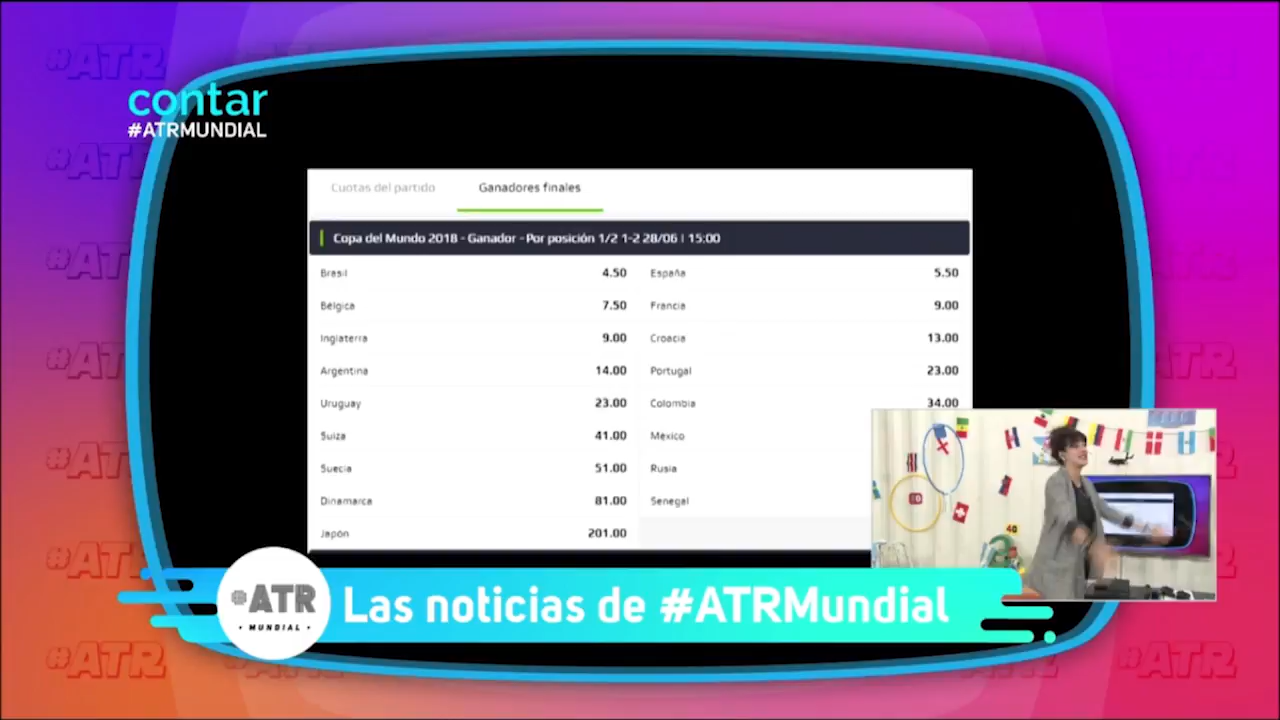 #ATR
contar
#ATRMUNDIAL
Cuotas del partido Ganadores finales
Copa del Mundo 2018 - Ganador - Por posición 1/2 1-2 28/06 | 15:00
Brasil 4.50 España 5.50
Bélgica 7.50 Francia 9.00
Inglaterra 9.00 Croacia 13.00
Argentina 14.00 Portugal 23.00
Uruguay 23.00 Colombia 34.00
Suiza 41.00 Mexico
Suecia 51.00 Rusia
Dinamarca 81.00 Senegal
Japón 201.00
ATR
• MUNDIAL •
Las noticias de #ATRMundial